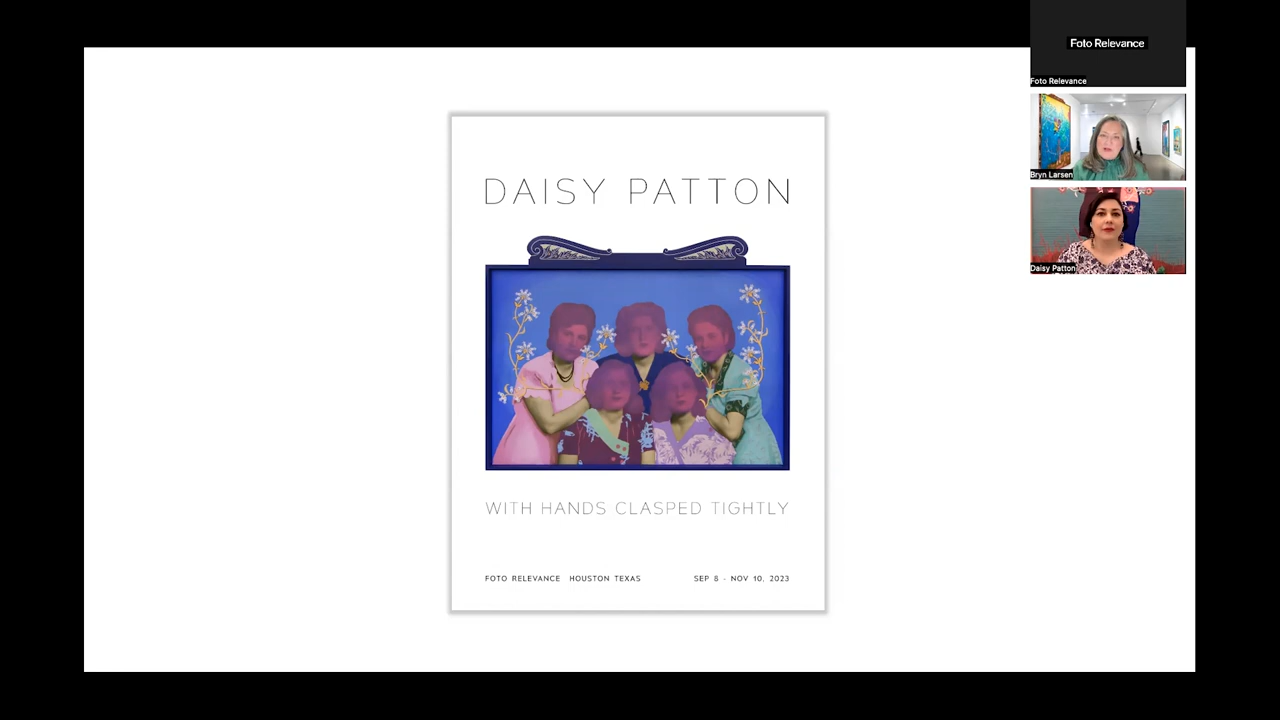 DAISY PATTON
WITH HANDS CLASPED TIGHTLY
FOTO RELEVANCE HOUSTON TEXAS
SEP 8 - NOV 10, 2023
Foto Relevance
Foto Relevance
Bryn Larsen
Daisy Patton